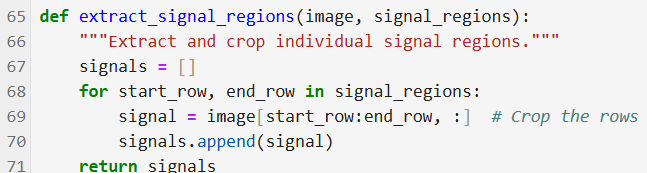 65 def extract_signal_regions(image, signal_regions):
66     """Extract and crop individual signal regions."""
67     signals = []
68     for start_row, end_row in signal_regions:
69         signal = image[start_row:end_row, :]  # Crop the rows
70         signals.append(signal)
71     return signals